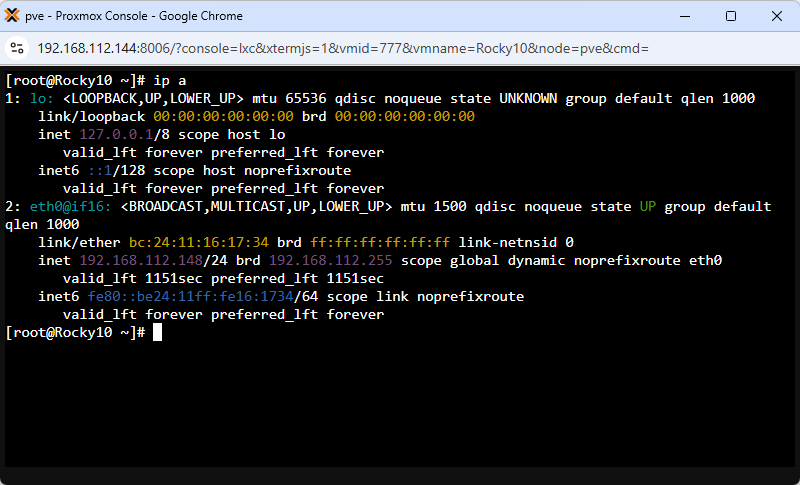 pve - Proxmox Console - Google Chrome
192.168.112.144:8006/?console=lxc&xtermjs=1&vmid=777&vmname=Rocky10&node=pve&cmd=
[root@Rocky10 ~]# ip a
1: lo: <LOOPBACK,UP,LOWER_UP> mtu 65536 qdisc noqueue state UNKNOWN group default qlen 1000
    link/loopback 00:00:00:00:00:00 brd 00:00:00:00:00:00
    inet 127.0.0.1/8 scope host lo
       valid_lft forever preferred_lft forever
    inet6 ::1/128 scope host noprefixroute
       valid_lft forever preferred_lft forever
2: eth0@if16: <BROADCAST,MULTICAST,UP,LOWER_UP> mtu 1500 qdisc noqueue state UP group default
qlen 1000
    link/ether bc:24:11:16:17:34 brd ff:ff:ff:ff:ff:ff link-netnsid 0
    inet 192.168.112.148/24 brd 192.168.112.255 scope global dynamic noprefixroute eth0
       valid_lft 1151sec preferred_lft 1151sec
    inet6 fe80::be24:11ff:fe16:1734/64 scope link noprefixroute
       valid_lft forever preferred_lft forever
[root@Rocky10 ~]#